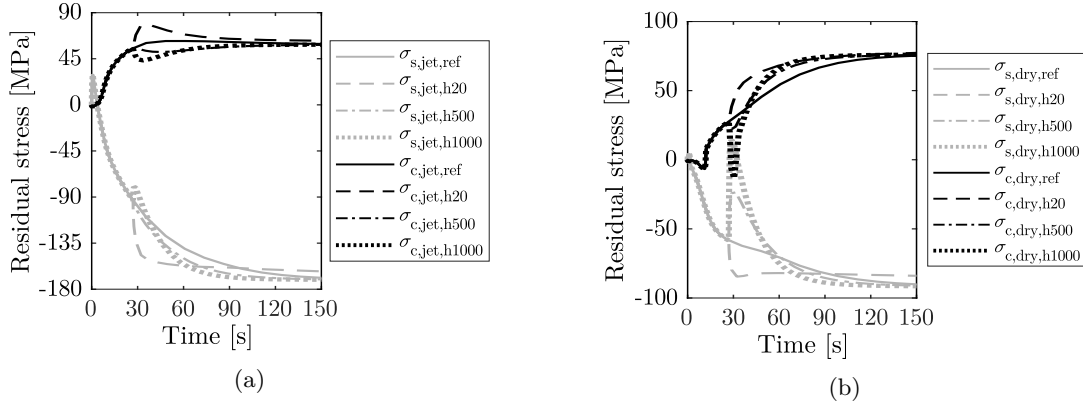 Residual stress [MPa]
90
45
0
-45
-90
-135
-180
0 30 60 90 120 150
Time [s]
σs,jet,ref
σs,jet,h20
σs,jet,h500
σs,jet,h1000
σc,jet,ref
σc,jet,h20
σc,jet,h500
σc,jet,h1000
(a)
Residual stress [MPa]
100
50
0
-50
-100
0 30 60 90 120 150
Time [s]
σs,dry,ref
σs,dry,h20
σs,dry,h500
σs,dry,h1000
σc,dry,ref
σc,dry,h20
σc,dry,h500
σc,dry,h1000
(b)